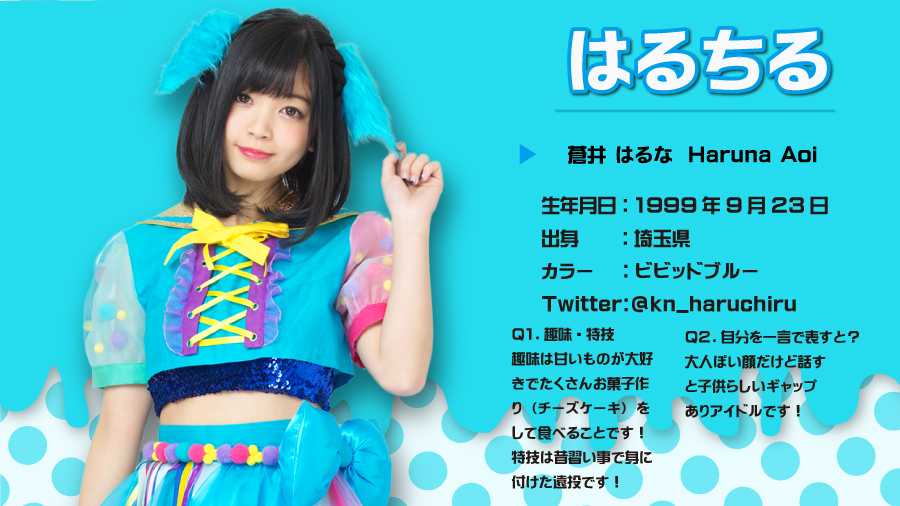 はるちる
蒼井 はるな Haruna Aoi
生年月日：1999年9月23日
出身　　：埼玉県
カラー　：ビビッドブルー
Twitter:@kn_haruchiru
Q1. 趣味・特技
趣味は甘いものが大好
きでたくさんお菓子作
り（チーズケーキ）を
して食べることです！
特技は昔習い事で身に
付けた遠投です！
Q2. 自分を一言で表すと？
大人ぽい顔だけど話す
と子供らしいギャップ
ありアイドルです！